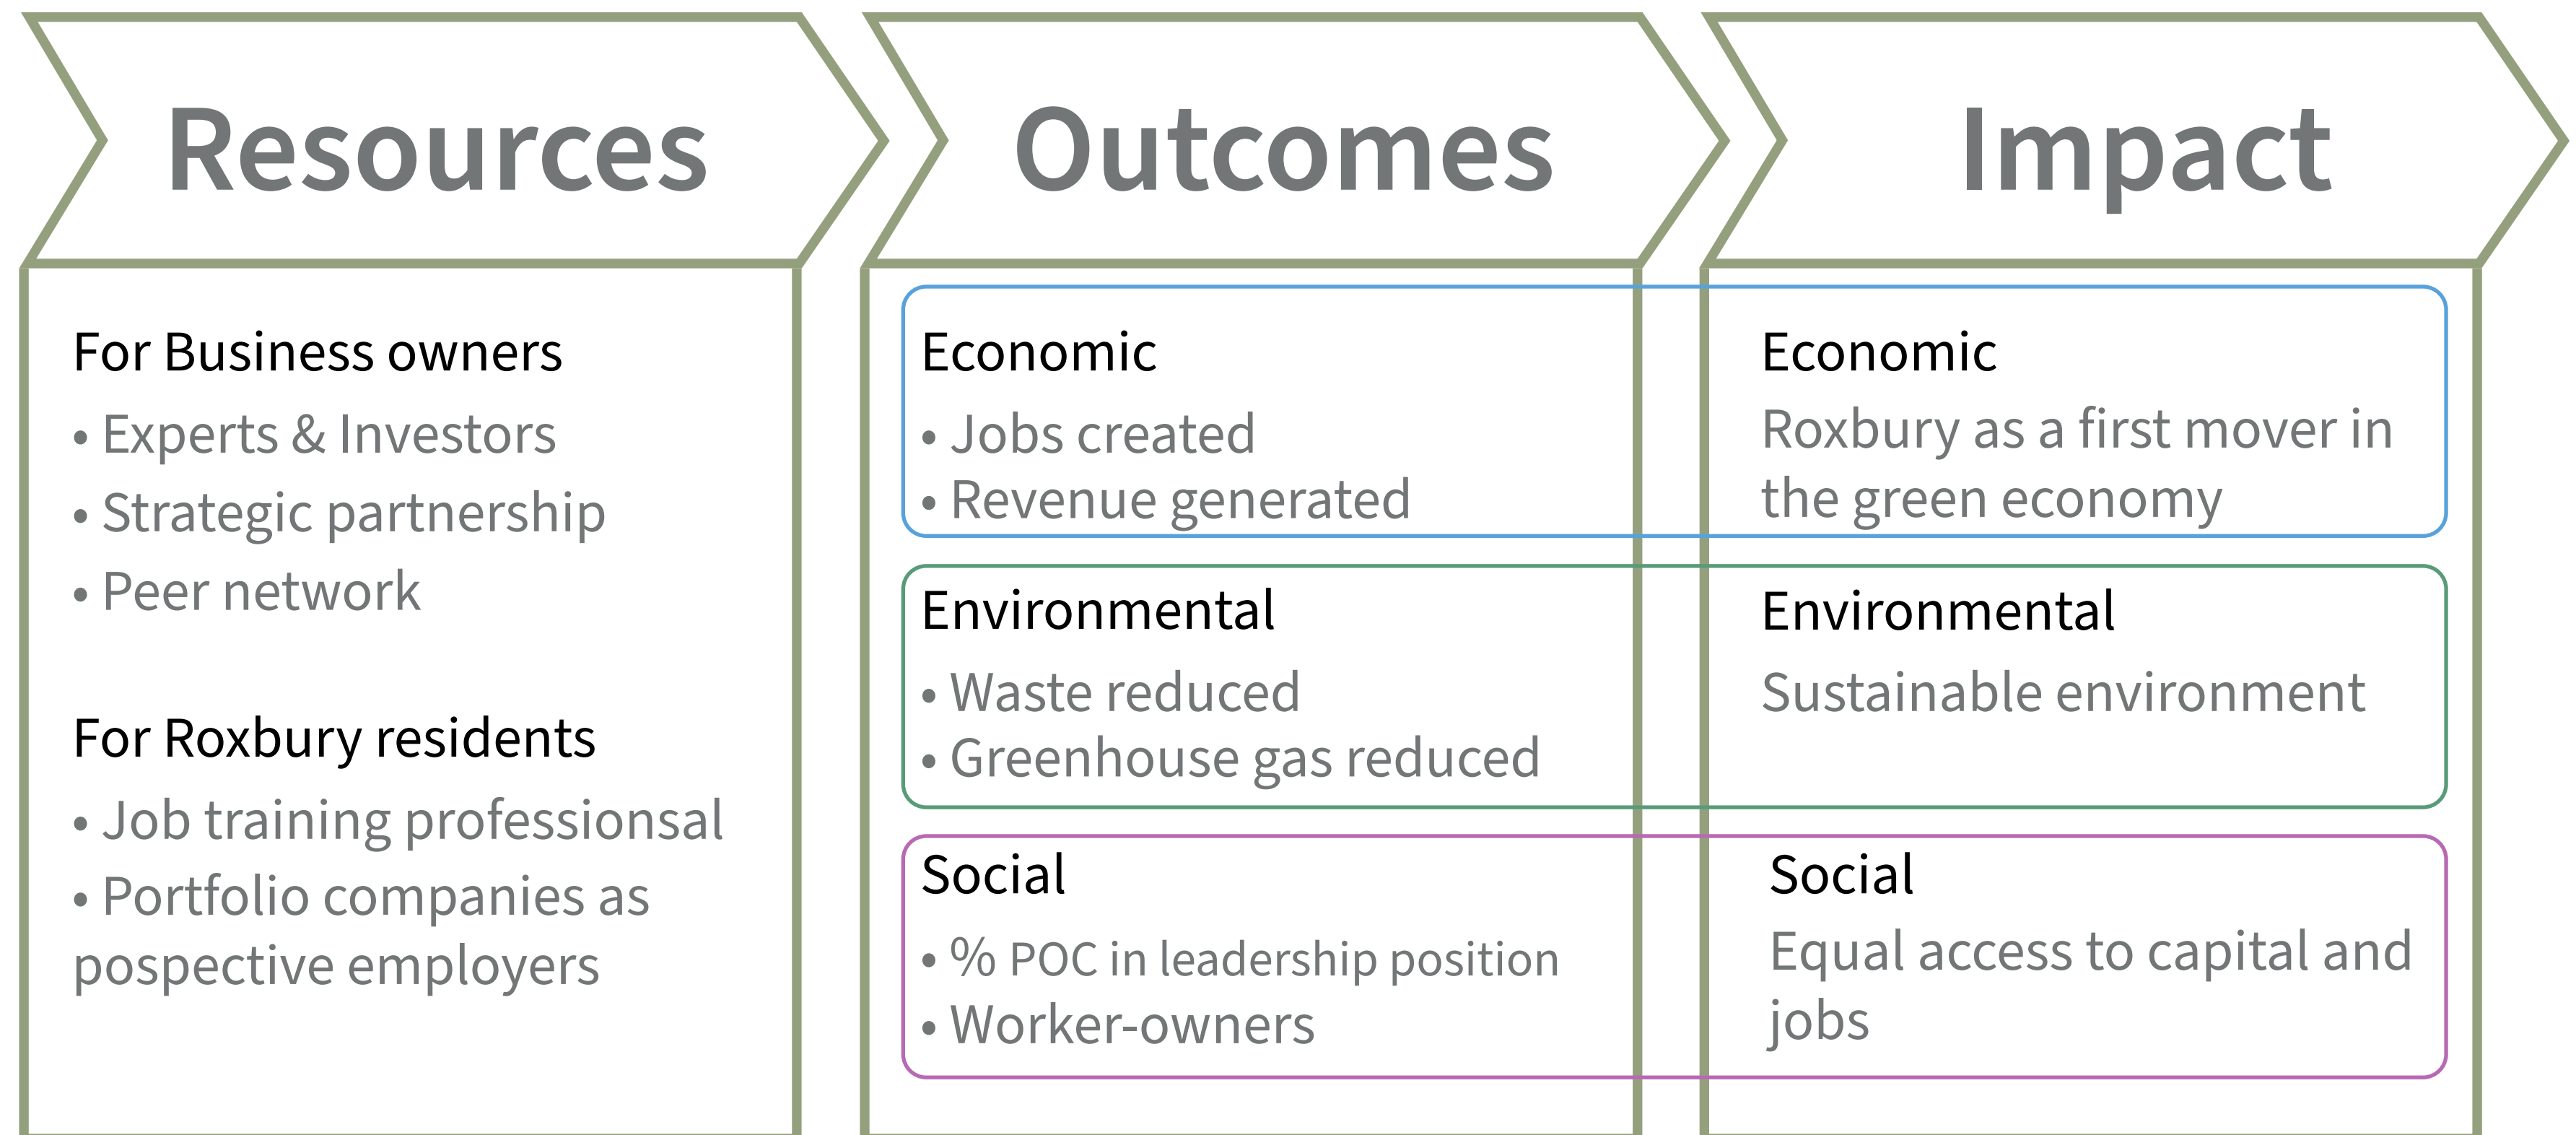 Resources
For Business owners
• Experts & Investors
• Strategic partnership
• Peer network
For Roxbury residents
• Job training professionsal
• Portfolio companies as
pospective employers
Outcomes
Economic
• Jobs created
• Revenue generated
Environmental
• Waste reduced
• Greenhouse gas reduced
Social
• % POC in leadership position
• Worker-owners
Impact
Economic
Roxbury as a first mover in
the green economy
Environmental
Sustainable environment
Social
Equal access to capital and
jobs